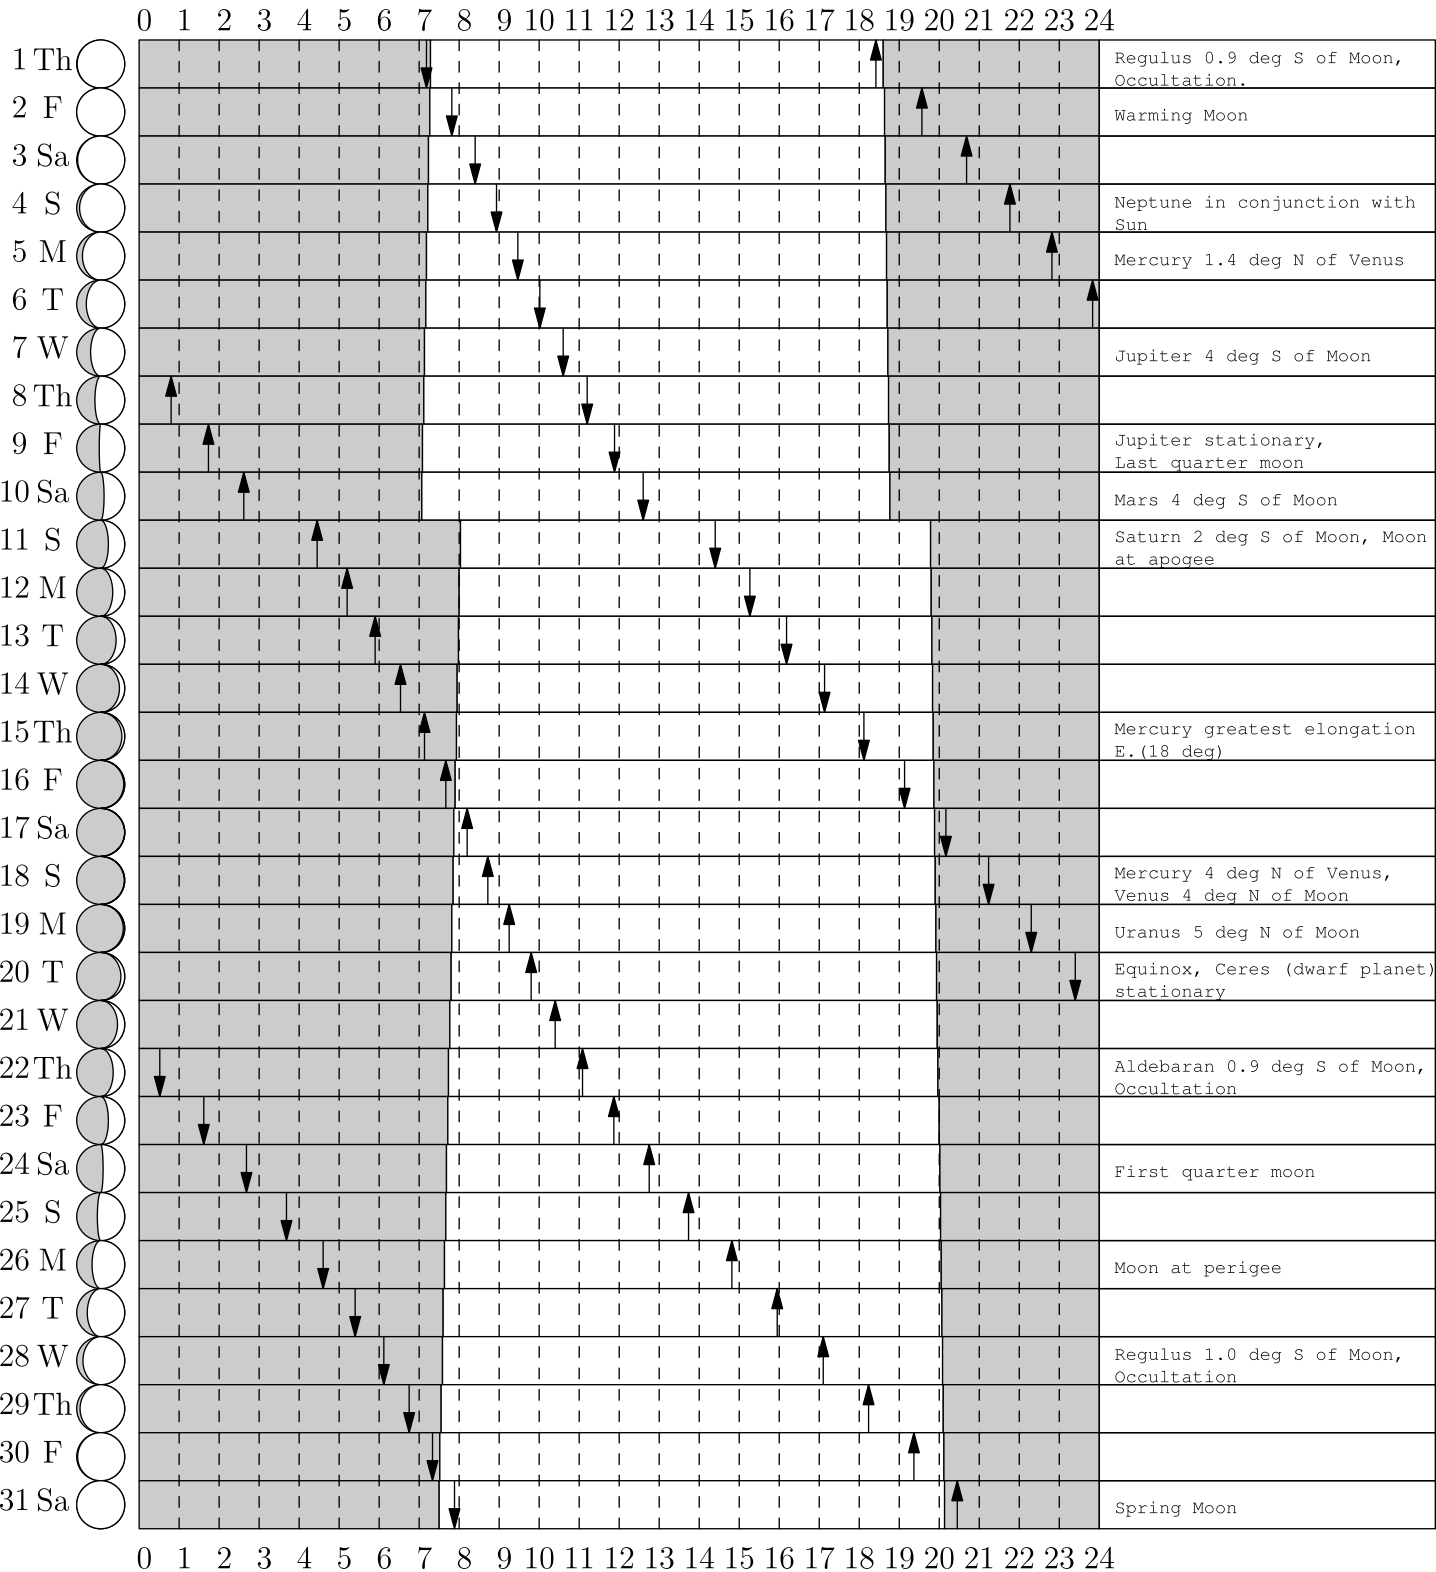 0 1 2 3 4 5 6 7 8 9 10 11 12 13 14 15 16 17 18 19 20 21 22 23 24
1 Th Regulus 0.9 deg S of Moon,
Occultation.
2 F Warming Moon
3 Sa
4 S Neptune in conjunction with
Sun
5 M Mercury 1.4 deg N of Venus
6 T
7 W Jupiter 4 deg S of Moon
8 Th
9 F Jupiter stationary,
Last quarter moon
10 Sa Mars 4 deg S of Moon
11 S Saturn 2 deg S of Moon, Moon
at apogee
12 M
13 T
14 W
15 Th Mercury greatest elongation
E.(18 deg)
16 F
17 Sa
18 S Mercury 4 deg N of Venus,
Venus 4 deg N of Moon
19 M Uranus 5 deg N of Moon
20 T Equinox, Ceres (dwarf planet)
stationary
21 W
22 Th Aldebaran 0.9 deg S of Moon,
Occultation
23 F
24 Sa First quarter moon
25 S
26 M Moon at perigee
27 T
28 W Regulus 1.0 deg S of Moon,
Occultation
29 Th
30 F
31 Sa Spring Moon
0 1 2 3 4 5 6 7 8 9 10 11 12 13 14 15 16 17 18 19 20 21 22 23 24